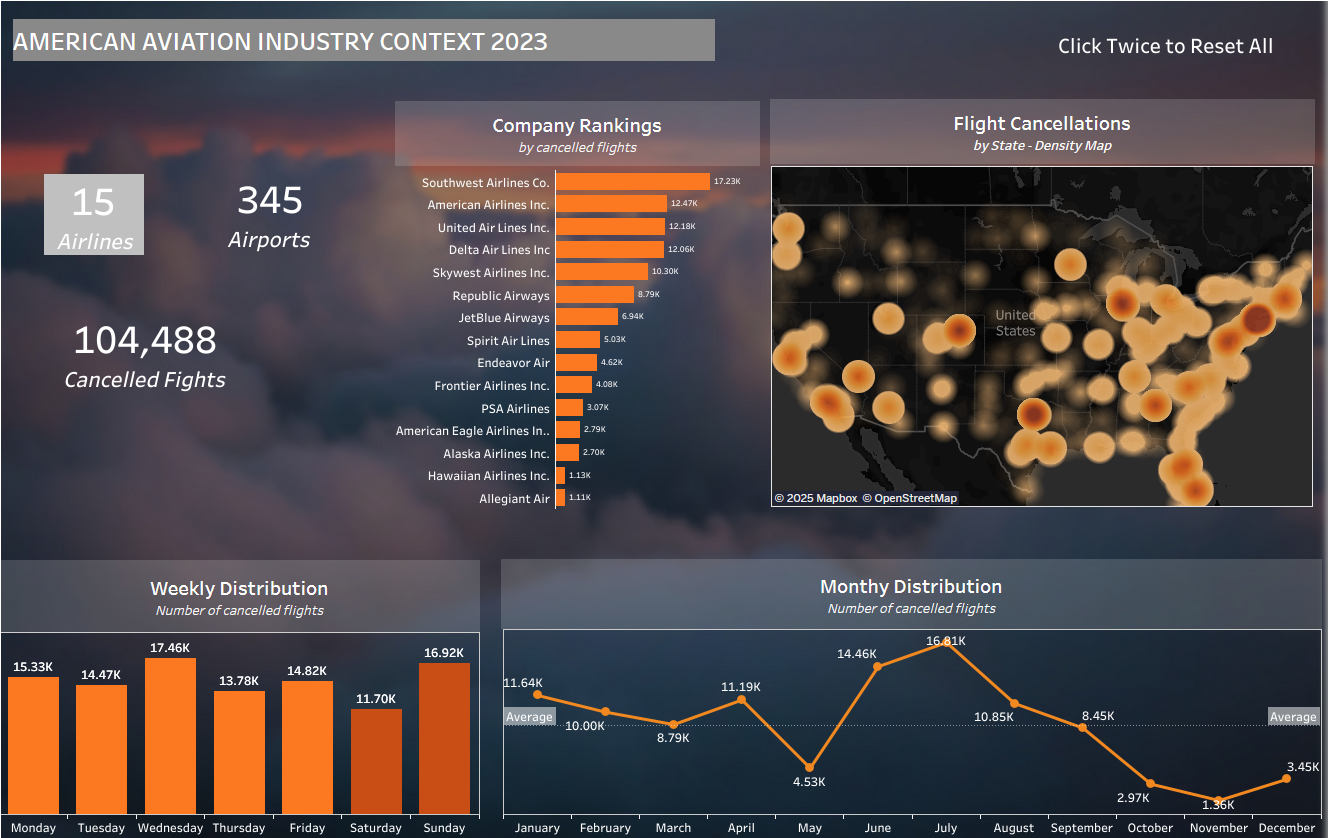 AMERICAN AVIATION INDUSTRY CONTEXT 2023
Click Twice to Reset All
15
Airlines
345
Airports
104,488
Cancelled Fights
Company Rankings
by cancelled flights
Southwest Airlines Co. 17.23K
American Airlines Inc. 12.47K
United Air Lines Inc. 12.18K
Delta Air Lines Inc 12.06K
Skywest Airlines Inc. 10.30K
Republic Airways 8.79K
JetBlue Airways 6.94K
Spirit Air Lines 5.03K
Endeavor Air 4.62K
Frontier Airlines Inc. 4.08K
PSA Airlines 3.07K
American Eagle Airlines In.. 2.79K
Alaska Airlines Inc. 2.70K
Hawaiian Airlines Inc. 1.13K
Allegiant Air 1.11K
Flight Cancellations
by State - Density Map
United
States
© 2025 Mapbox © OpenStreetMap
Weekly Distribution
Number of cancelled flights
15.33K 14.47K 17.46K 13.78K 14.82K 11.70K 16.92K
Monday Tuesday Wednesday Thursday Friday Saturday Sunday
Monthy Distribution
Number of cancelled flights
11.64K 10.00K 8.79K 11.19K 4.53K 14.46K 16.81K 10.85K 8.45K 2.97K 1.36K 3.45K
Average Average
January February March April May June July August September October November December